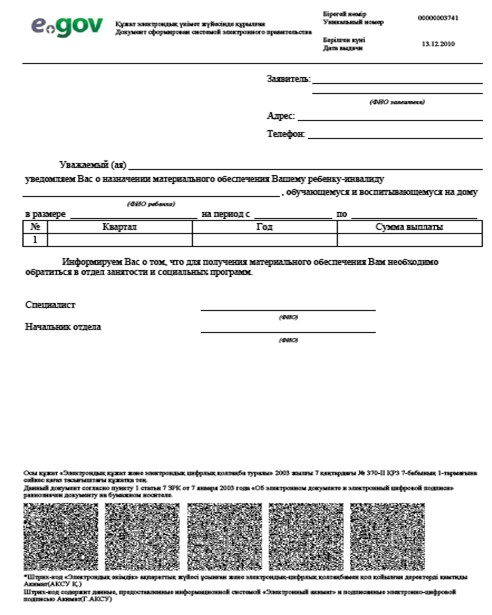 e.gov
Құжат электрондық үкімет жүйесінде құрылған
Документ сформирован системой электронного правительства
Бірегей нөмір
Уникальный номер
00000003741
Берілген күні
Дата выдачи
13.12.2010
Заявитель:
(ФИО заявителя)
Адрес:
Телефон:
Уважаемый (ая)
уведомляем Вас о назначении материального обеспечения Вашему ребенку-инвалиду
, обучающемуся и воспитывающемуся на дому
(ФИО ребенка)
в размере на период с по
№ Квартал Год Сумма выплаты
1
Информируем Вас о том, что для получения материального обеспечения Вам необходимо
обратиться в отдел занятости и социальных программ.
Специалист
(ФИО)
Начальник отдела
(ФИО)
Осы құжат «Электрондық құжат және электрондық цифрлық қолтаңба туралы» 2003 жылғы 7 қаңтардағы № 370-II ҚРЗ 7-бабының 1-тармағына
сәйкес қағаз тасығыштағы құжатқа тең.
Данный документ согласно пункту 1 статьи 7 ЗРК от 7 января 2003 года «Об электронном документе и электронной цифровой подписи»
равнозначен документу на бумажном носителе.
*Штрих-код «Электрондық әкімдік» ақпараттық жүйесі ұсынған және электрондық-цифрлық қолтаңбамен қол қойылған деректерді қамтиды
Акимат(АКСУ Қ.)
Штрих-код содержит данные, предоставленные информационной системой «Электронный акимат» и подписанные электронно-цифровой
подписью Акимат(Г.АКСУ)